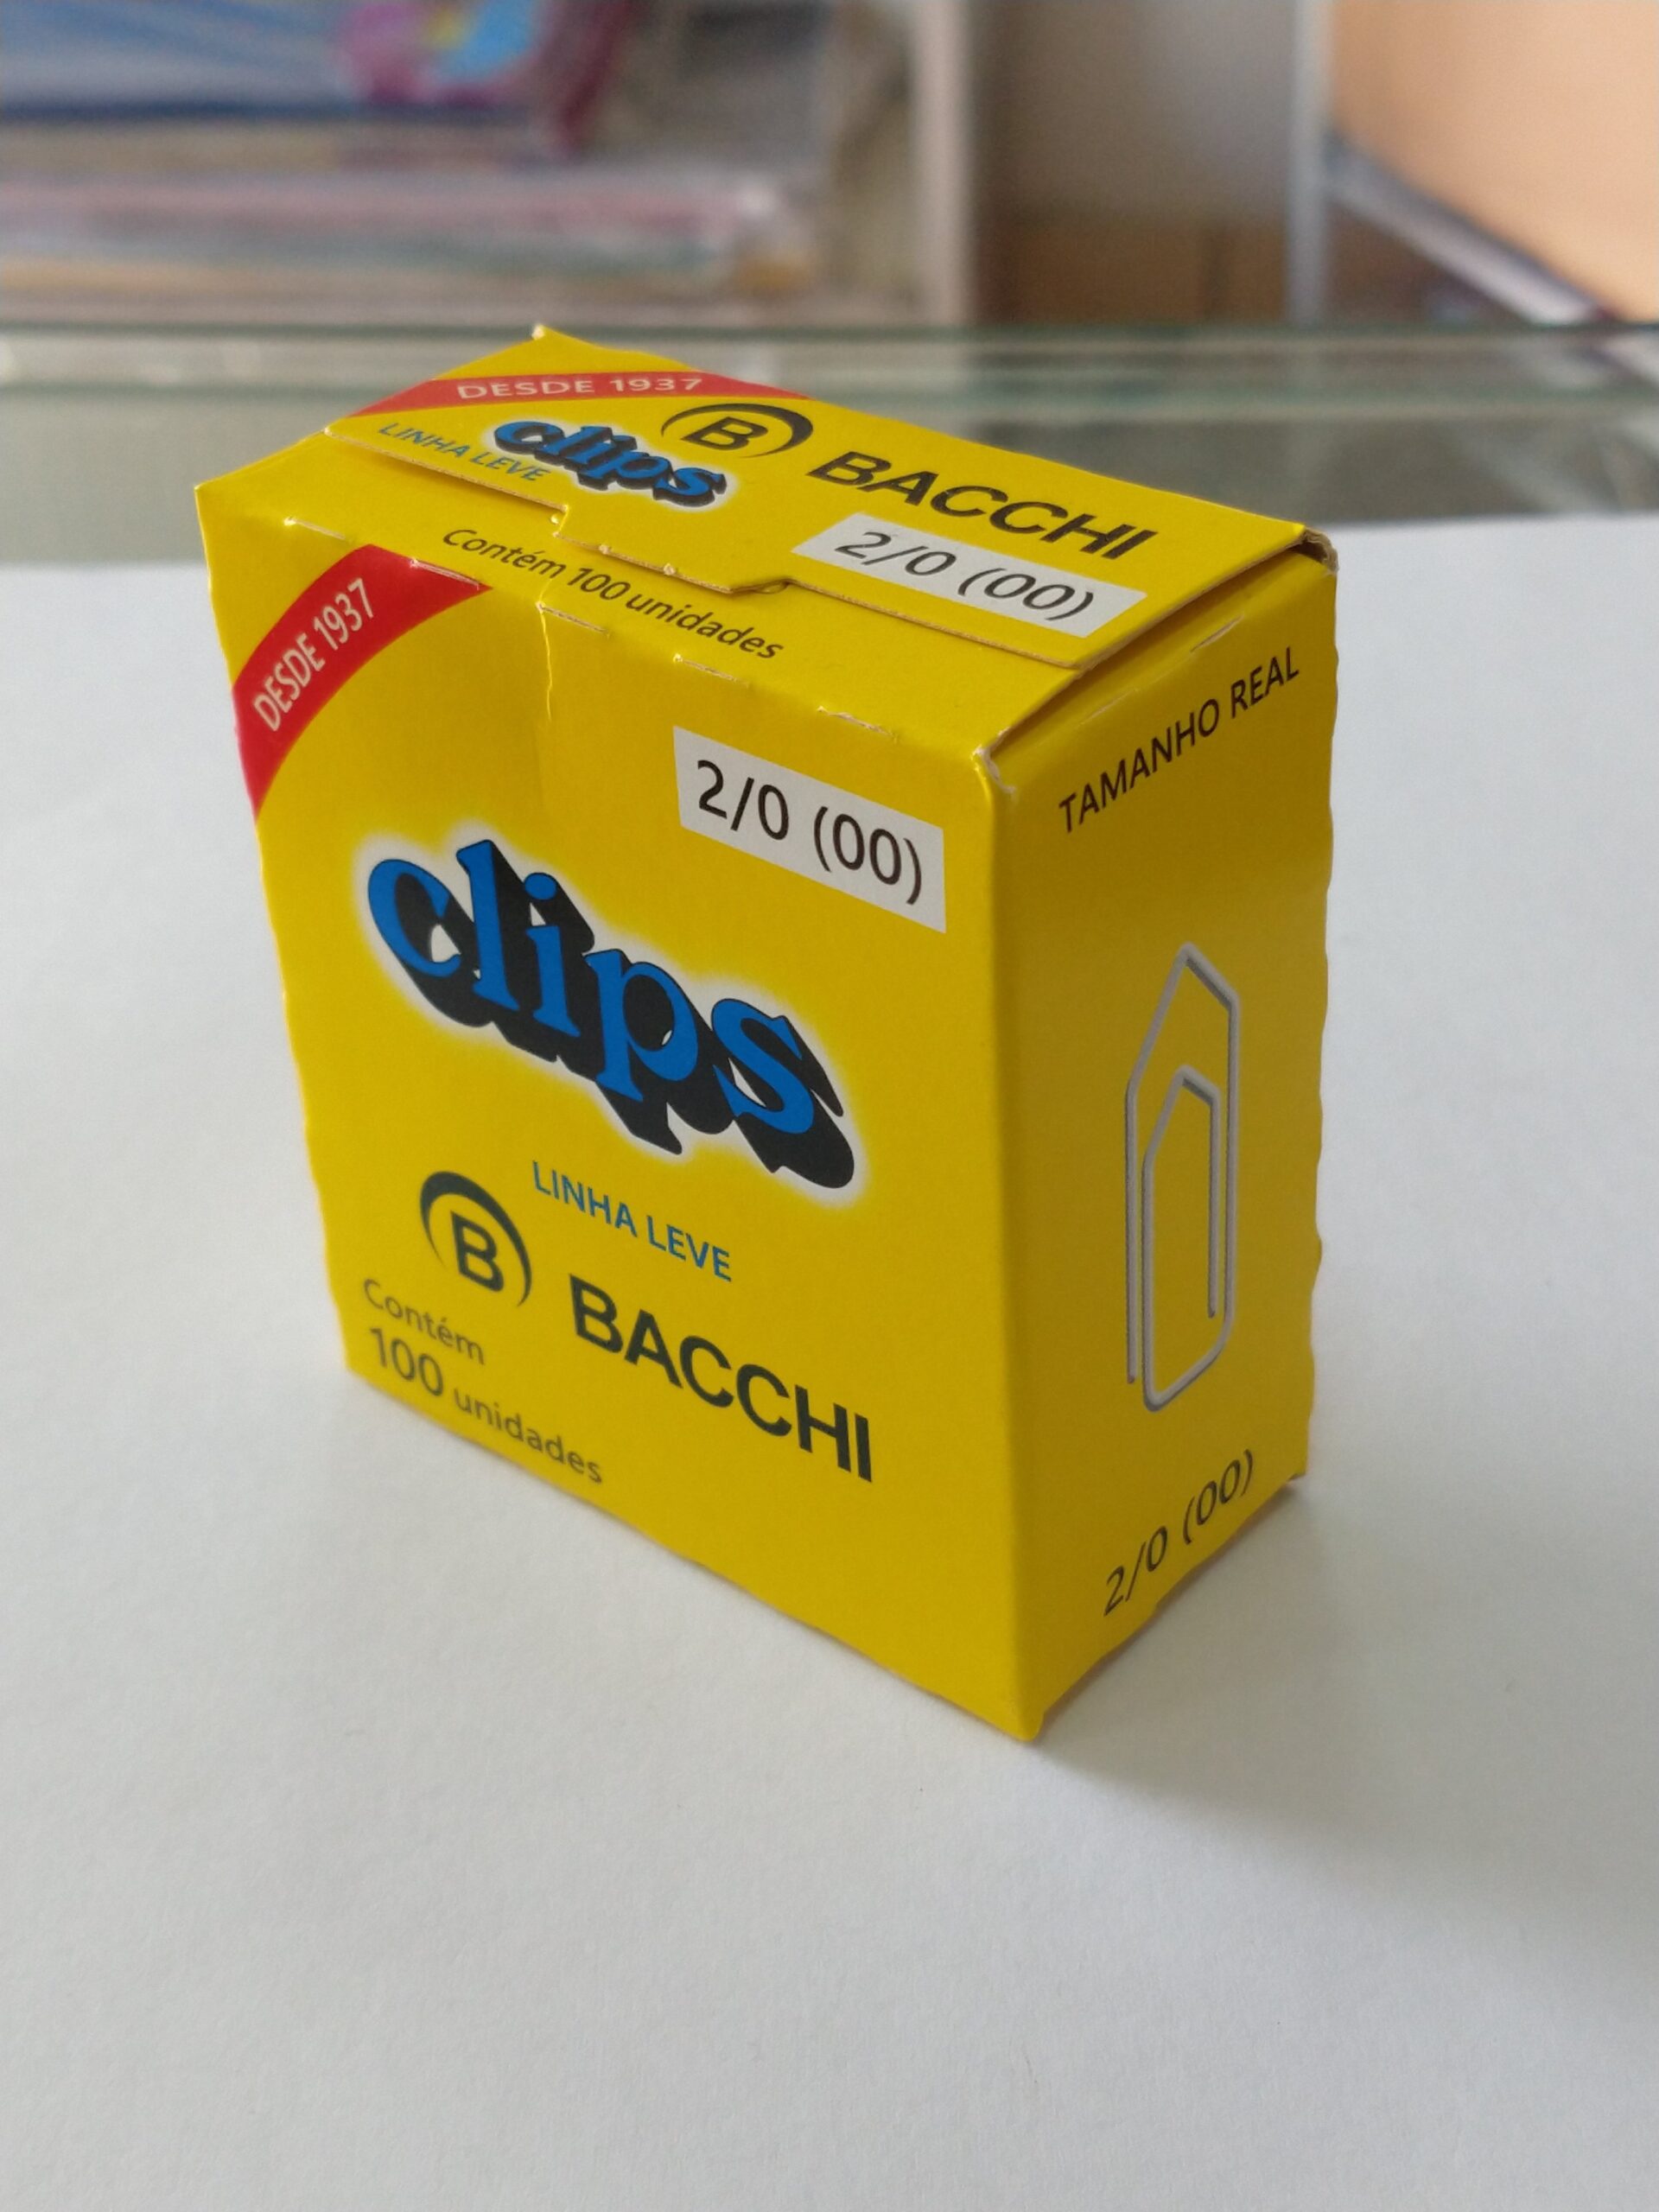 DESDE 1937
LINHA LEVE
clips
B BACCHI
2/0 (00)
Contém 100 unidades
DESDE 1937
2/0 (00)
clips
LINHA LEVE
B BACCHI
Contém
100 unidades
TAMANHO REAL
2/0 (00)